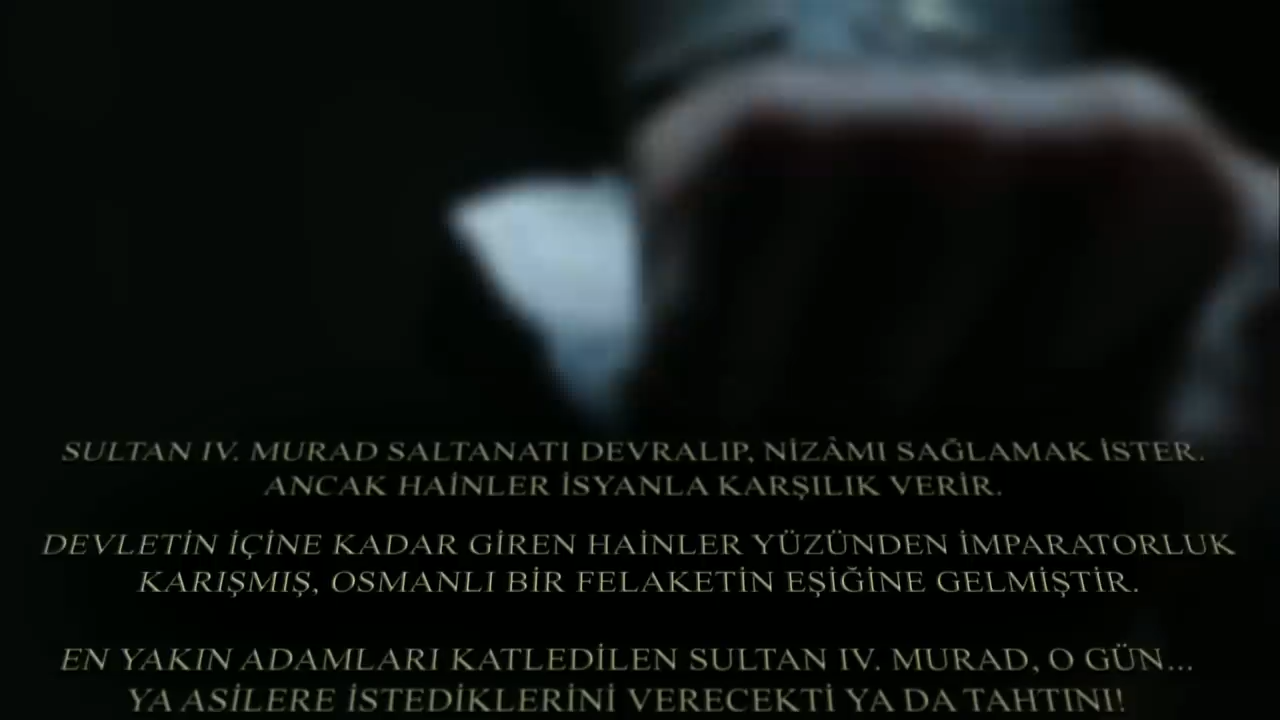 SULTAN IV. MURAD SALTANATI DEVRALIP, NİZÂMI SAĞLAMAK İSTER.
ANCAK HAİNLER İSYANLA KARŞILIK VERİR.
DEVLETİN İÇİNE KADAR GİREN HAİNLER YÜZÜNDEN İMPARATORLUK
KARIŞMIŞ, OSMANLI BİR FELAKETİN EŞİĞİNE GELMİŞTİR.
EN YAKIN ADAMLARI KATLEDİLEN SULTAN IV. MURAD, O GÜN...
YA ASİLERE İSTEDİKLERİNİ VERECEKTİ YA DA TAHTINI!